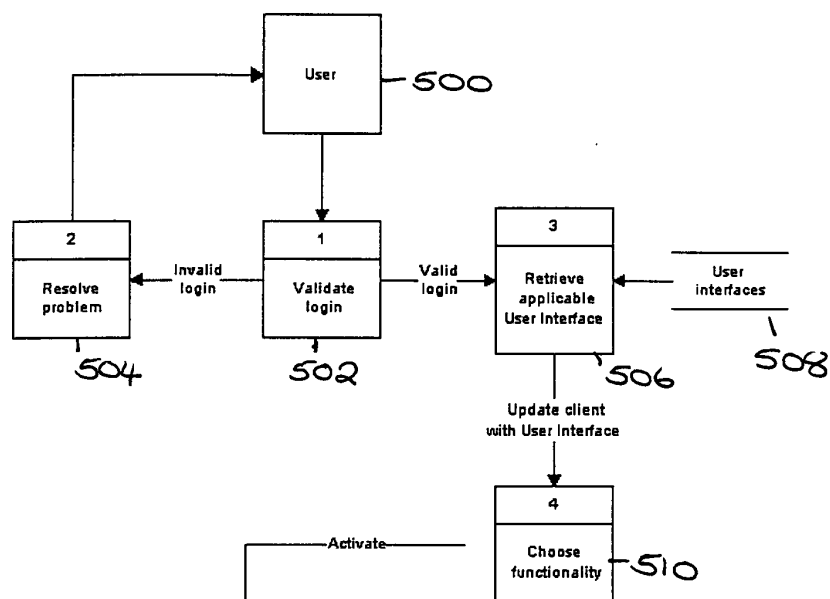 User
500
2
1
3
Resolve
problem
Invalid
login
Validate
login
Valid
login
Retrieve
applicable
User Interface
User
interfaces
504
502
506
508
Update client
with User Interface
4
Activate
Choose
functionality
510